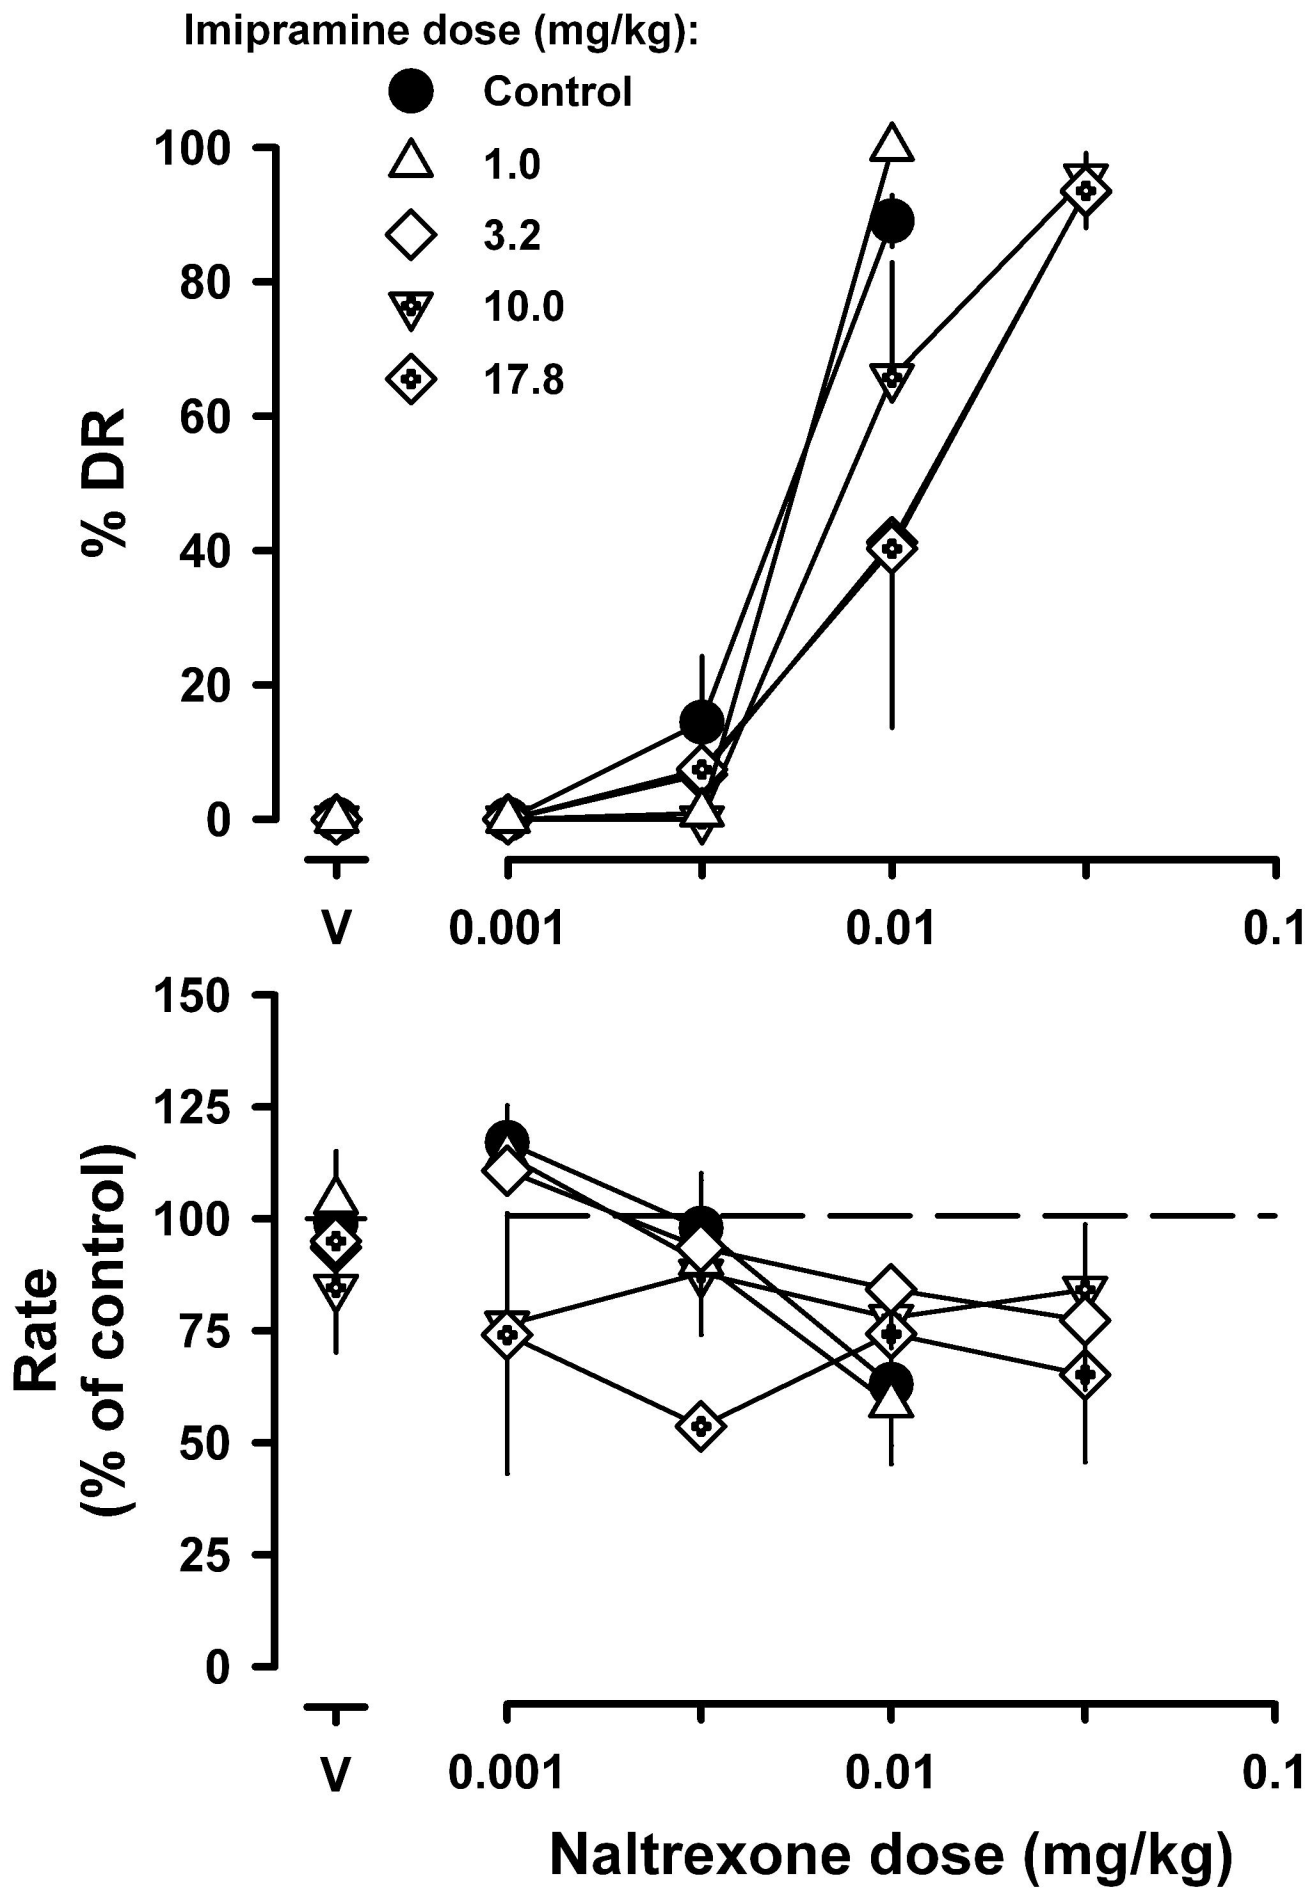 Imipramine dose (mg/kg):
Control
1.0
3.2
10.0
17.8
100
80
60
40
20
0
% DR
V 0.001 0.01 0.1
150
125
100
75
50
25
0
Rate
(% of control)
V 0.001 0.01 0.1
Naltrexone dose (mg/kg)